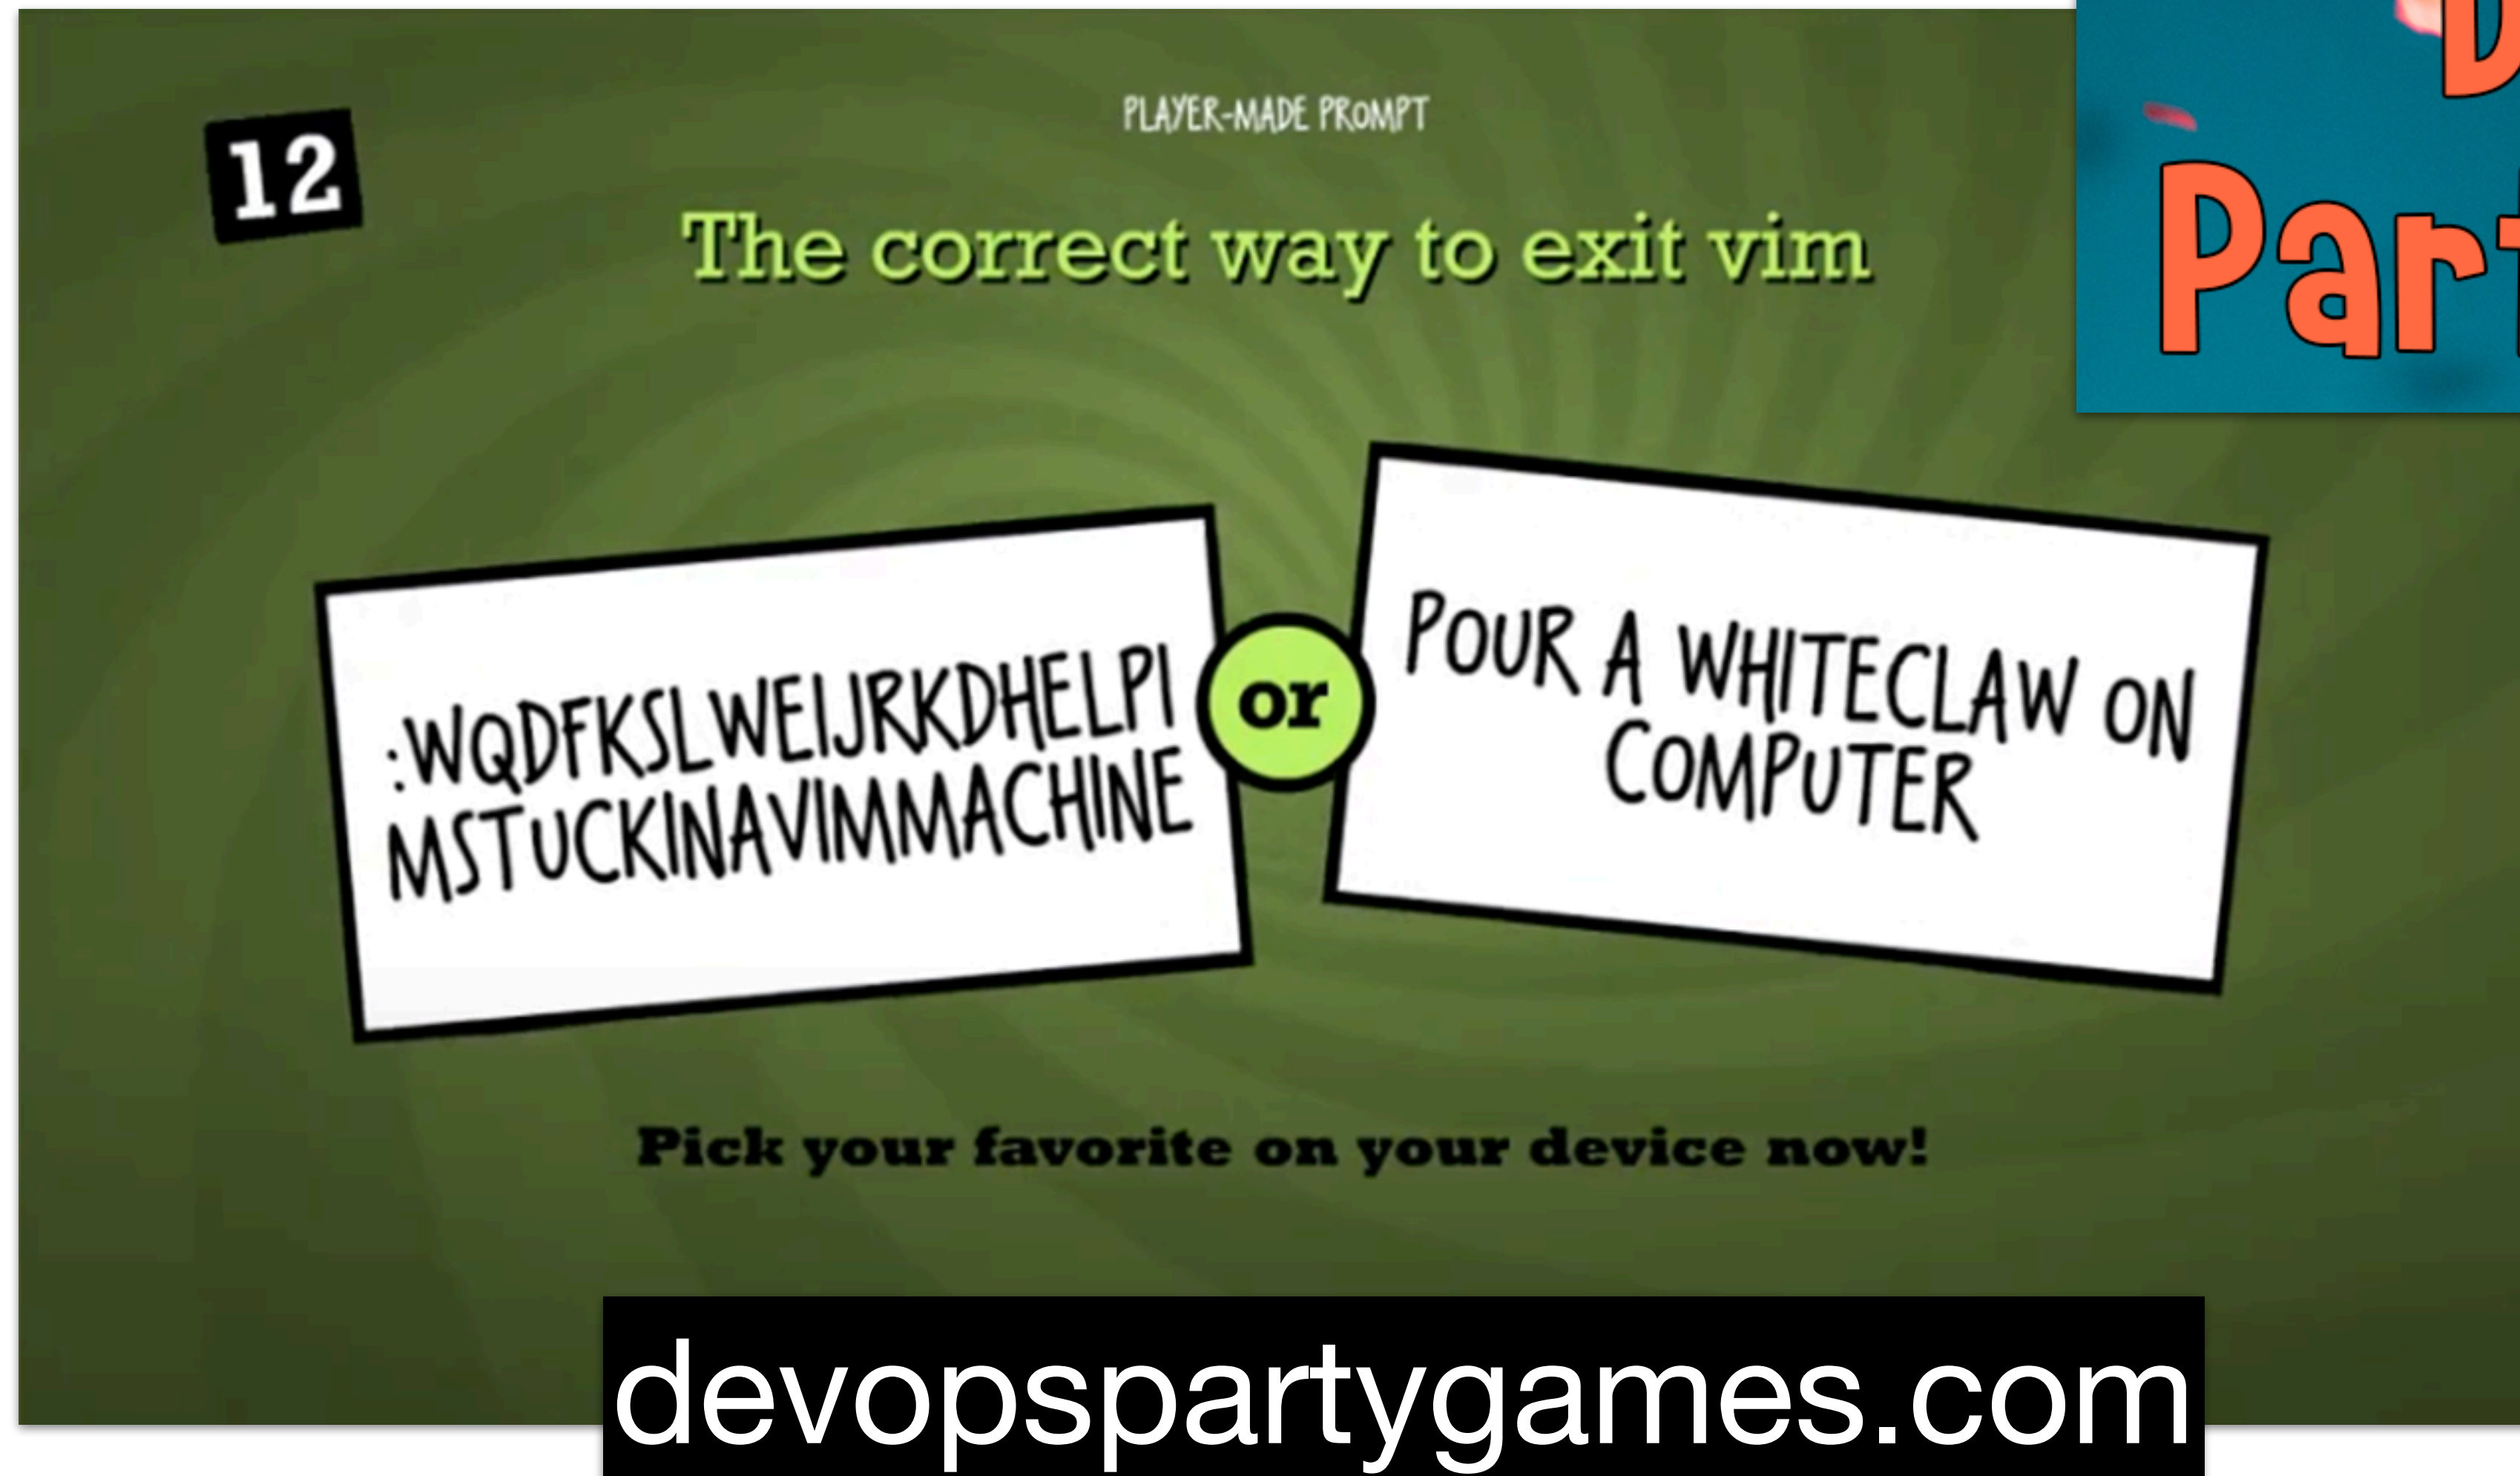 PLAYER-MADE PROMPT
12
The correct way to exit vim
:WQDFKSLWEIJRKDHELPI
MSTUCKINAVIMMACHINE
or
POUR A WHITECLAW ON
COMPUTER
Pick your favorite on your device now!
devopspartygames.com